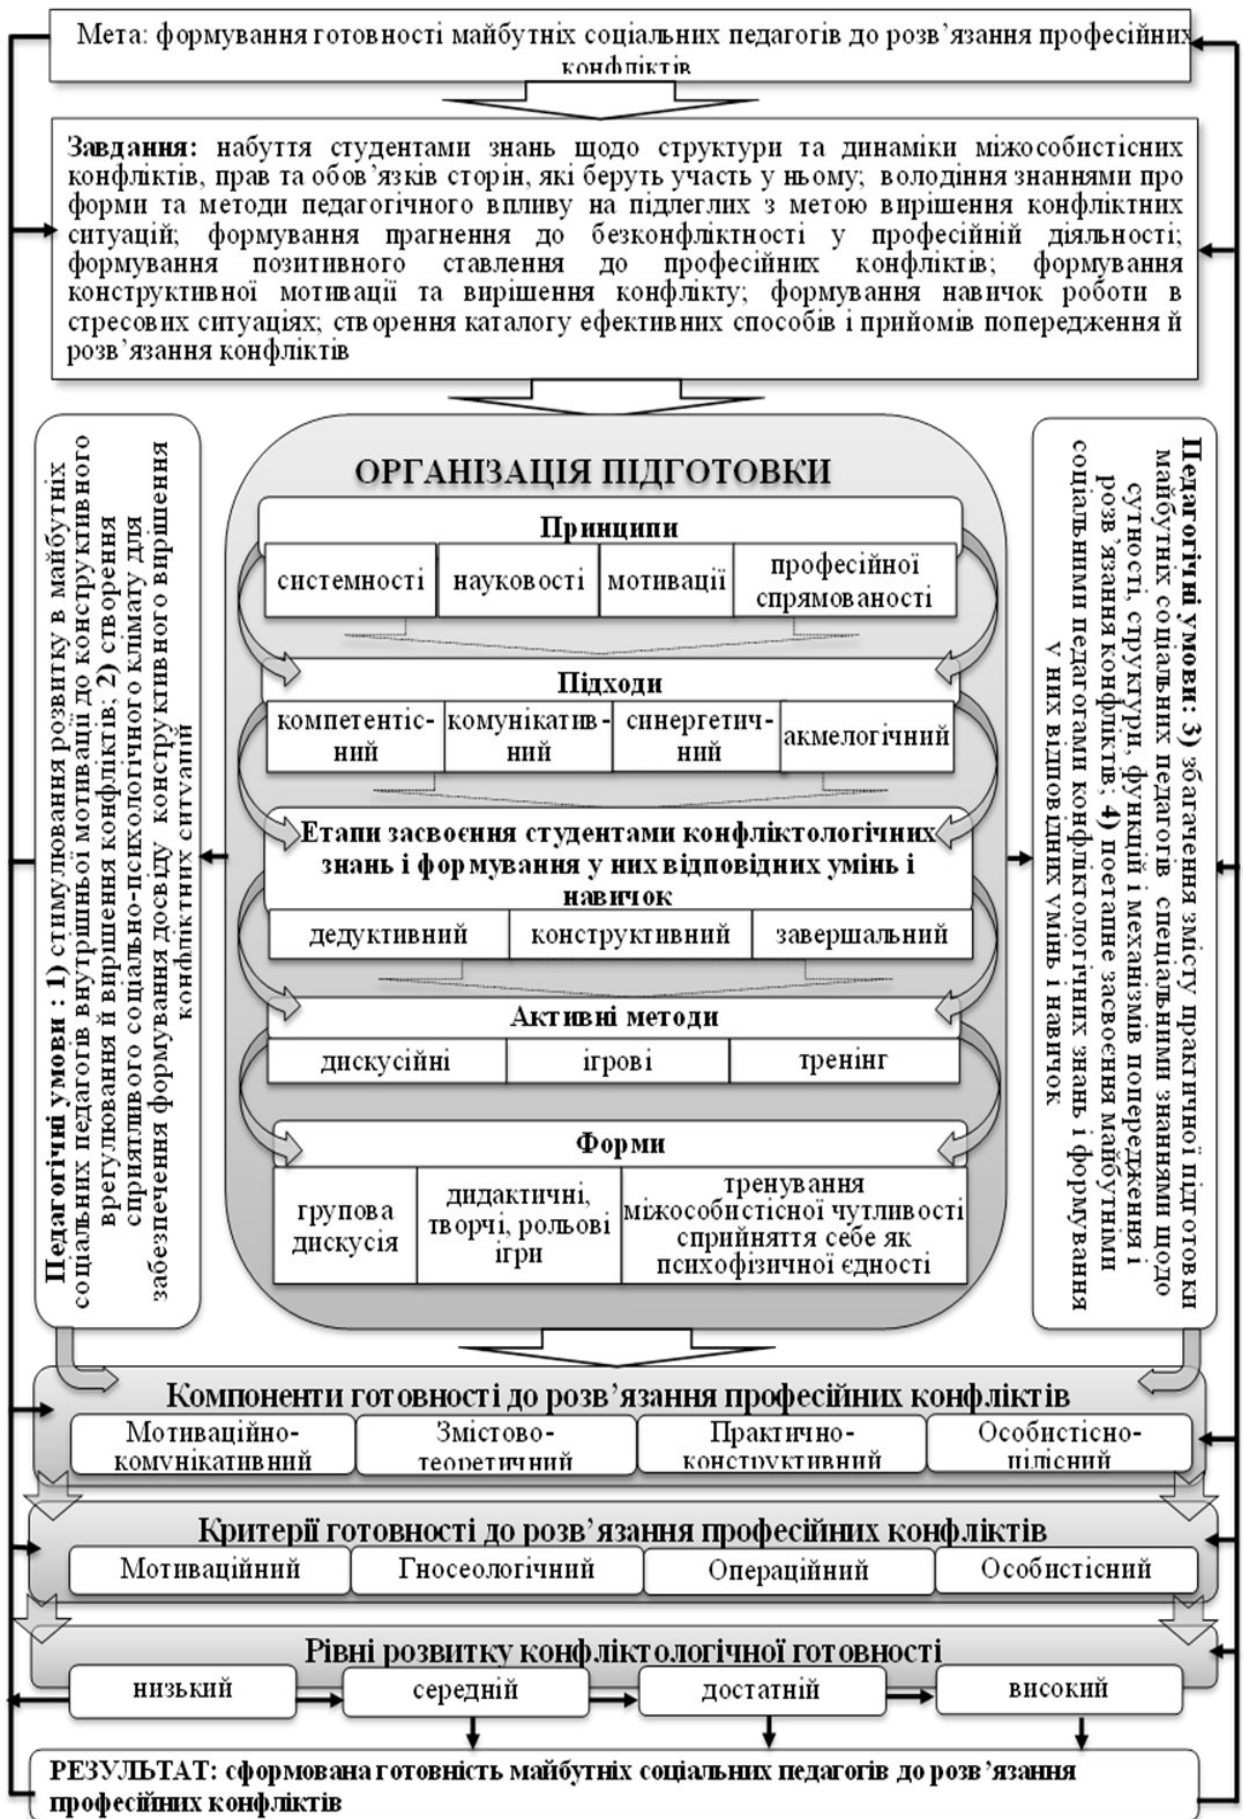 Мета: формування готовності майбутніх соціальних педагогів до розв’язання професійних
конфліктів
Завдання: набуття студентами знань щодо структури та динаміки міжособистісних
конфліктів, прав та обов’язків сторін, які беруть участь у ньому; володіння знаннями про
форми та методи педагогічного впливу на підлеглих з метою вирішення конфліктних
ситуацій; формування прагнення до безконфліктності у професійній діяльності;
формування позитивного ставлення до професійних конфліктів; формування
конструктивної мотивації та вирішення конфлікту; формування навичок роботи в
стресових ситуаціях; створення каталогу ефективних способів і прийомів попередження й
розв’язання конфліктів
Педагогічні умови : 1) стимулювання розвитку в майбутніх
соціальних педагогів внутрішньої мотивації до конструктивного
врегулювання й вирішення конфліктів; 2) створення
сприятливого соціально-психологічного клімату для
забезпечення формування досвіду конструктивного вирішення
конфліктних ситуацій
ОРГАНІЗАЦІЯ ПІДГОТОВКИ
Принципи
системності
науковості
мотивації
професійної
спрямованості
Підходи
компетентіс-
ний
комунікатив-
ний
синергетич-
ний
акмелогічний
Етапи засвоєння студентами конфліктологічних
знань і формування у них відповідних умінь і
навичок
дедуктивний
конструктивний
завершальний
Активні методи
дискусійні
ігрові
тренінг
Форми
групова
дискусія
дидактичні,
творчі, рольові
ігри
тренування
міжособистісної чутливості
сприйняття себе як
психофізичної єдності
Педагогічні умови: 3) збагачення змісту практичної підготовки
майбутніх соціальних педагогів спеціальними знаннями щодо
сутності, структури, функцій і механізмів попередження і
розв’язання конфліктів; 4) поетапне засвоєння майбутніми
соціальними педагогами конфліктологічних знань і формування
у них відповідних умінь і навичок
Компоненти готовності до розв’язання професійних конфліктів
Мотиваційно-
комунікативний
Змістово-
теоретичний
Практично-
конструктивний
Особистісно-
цілісний
Критерії готовності до розв’язання професійних конфліктів
Мотиваційний
Гносеологічний
Операційний
Особистісний
Рівні розвитку конфліктологічної готовності
низький
середній
достатній
високий
РЕЗУЛЬТАТ: сформована готовність майбутніх соціальних педагогів до розв’язання
професійних конфліктів